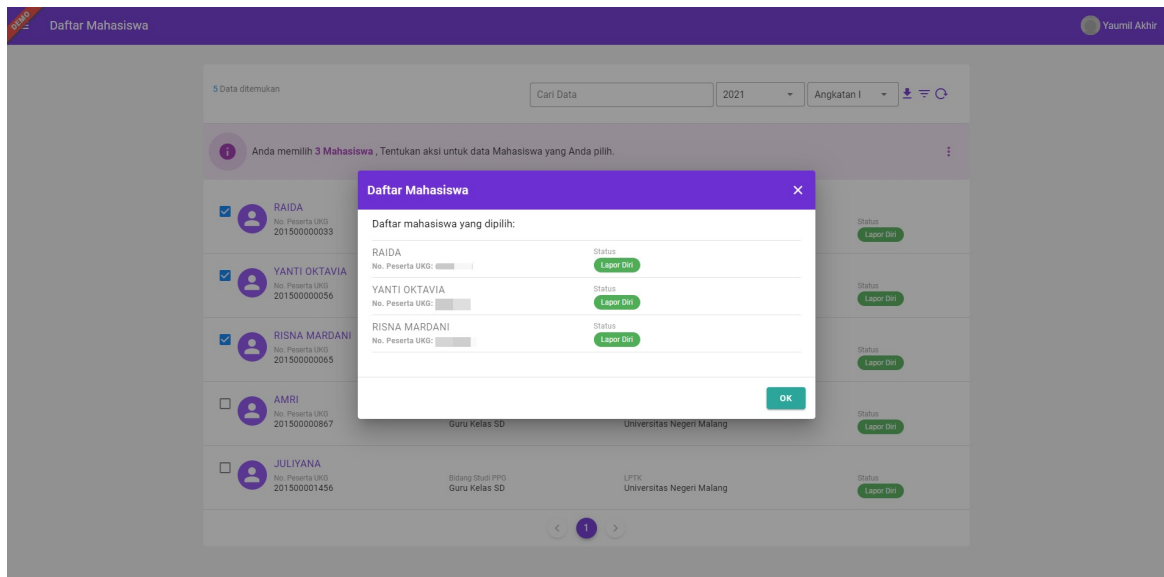 DEMO
Daftar Mahasiswa
Yaumil Akhir
5 Data ditemukan
Cari Data
2021
Angkatan I
Anda memilih 3 Mahasiswa , Tentukan aksi untuk data Mahasiswa yang Anda pilih.
Daftar Mahasiswa
Daftar mahasiswa yang dipilih:
RAIDA
No. Peserta UKG:
Status
Lapor Diri
YANTI OKTAVIA
No. Peserta UKG:
Status
Lapor Diri
RISNA MARDANI
No. Peserta UKG:
Status
Lapor Diri
OK
RAIDA
No. Peserta UKG
201500000033
Status
Lapor Diri
YANTI OKTAVIA
No. Peserta UKG
201500000056
Status
Lapor Diri
RISNA MARDANI
No. Peserta UKG
201500000065
Status
Lapor Diri
AMRI
No. Peserta UKG
201500000867
Guru Kelas SD
Universitas Negeri Malang
Status
Lapor Diri
JULIYANA
No. Peserta UKG
201500001456
Bidang Studi PPG
Guru Kelas SD
LPTK
Universitas Negeri Malang
Status
Lapor Diri
1